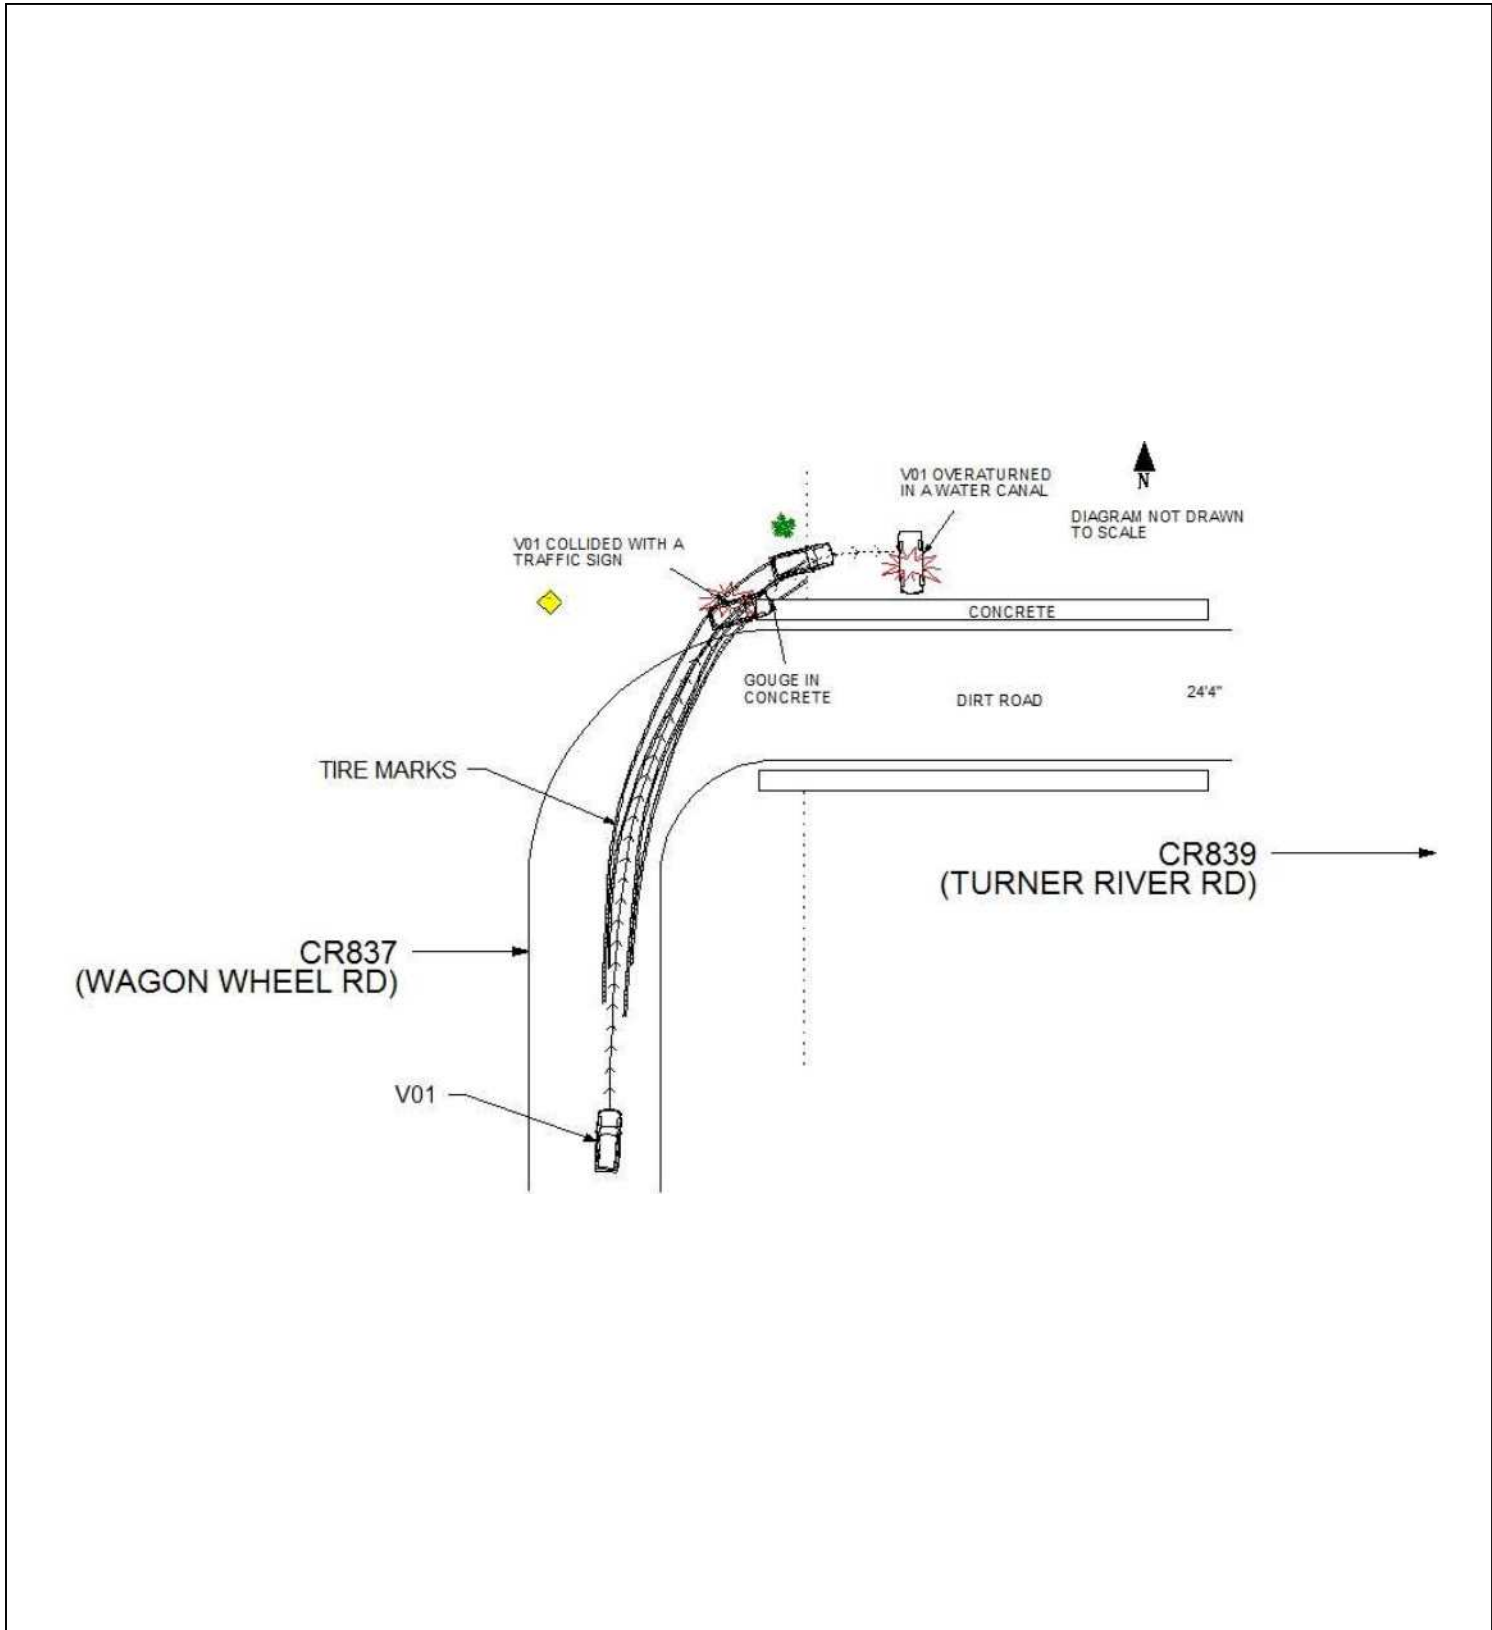 V01 OVERATURNED
IN A WATER CANAL
N
DIAGRAM NOT DRAWN
TO SCALE
V01 COLLIDED WITH A
TRAFFIC SIGN
CONCRETE
GOUGE IN
CONCRETE
DIRT ROAD
24'4"
TIRE MARKS
CR839
(TURNER RIVER RD)
CR837
(WAGON WHEEL RD)
V01